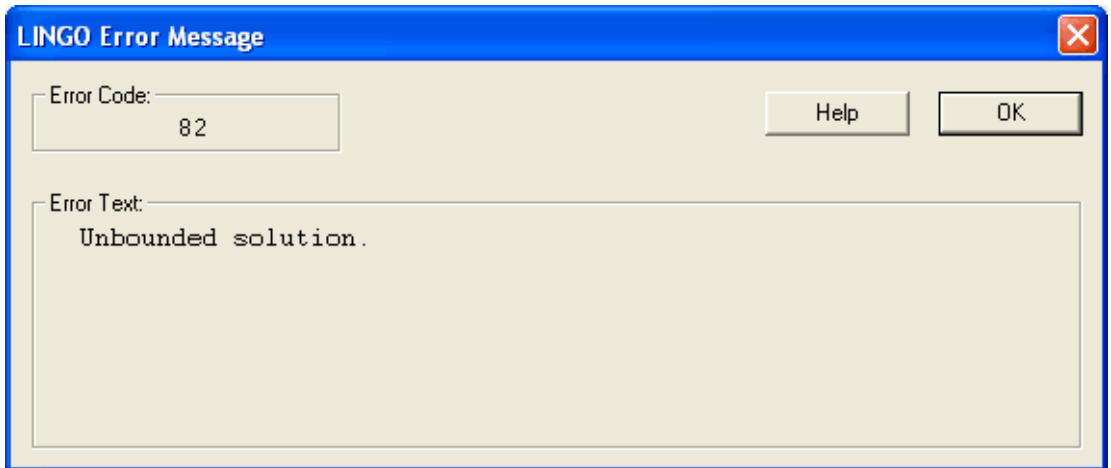 LINGO Error Message
Error Code:
82
Help
OK
Error Text:
Unbounded solution.